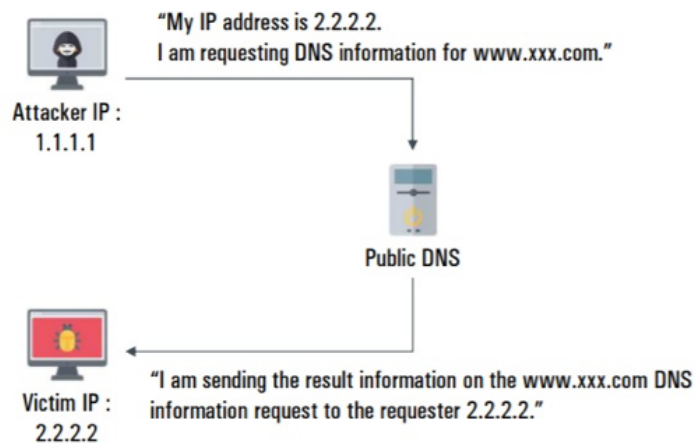 “My IP address is 2.2.2.2.
I am requesting DNS information for www.xxx.com.”
Attacker IP :
1.1.1.1
Public DNS
“I am sending the result information on the www.xxx.com DNS
information request to the requester 2.2.2.2.”
Victim IP :
2.2.2.2